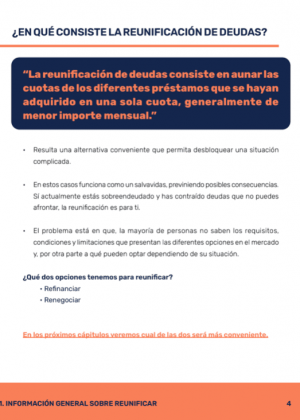 ¿EN QUÉ CONSISTE LA REUNIFICACIÓN DE DEUDAS?
“La reunificación de deudas consiste en aunar las
cuotas de los diferentes préstamos que se hayan
adquirido en una sola cuota, generalmente de
menor importe mensual.”
• Resulta una alternativa conveniente que permita desbloquear una situación
complicada.
• En estos casos funciona como un salvavidas, previniendo posibles consecuencias.
Si actualmente estás sobreendeudado y has contraído deudas que no puedes
afrontar, la reunificación es para ti.
• El problema está en que, la mayoría de personas no saben los requisitos,
condiciones y limitaciones que presentan las diferentes opciones en el mercado
y, por otra parte a qué pueden optar dependiendo de su situación.
¿Qué dos opciones tenemos para reunificar?
• Refinanciar
• Renegociar
En los próximos cápitulos veremos cual de las dos será más conveniente.
1. INFORMACIÓN GENERAL SOBRE REUNIFICAR 4